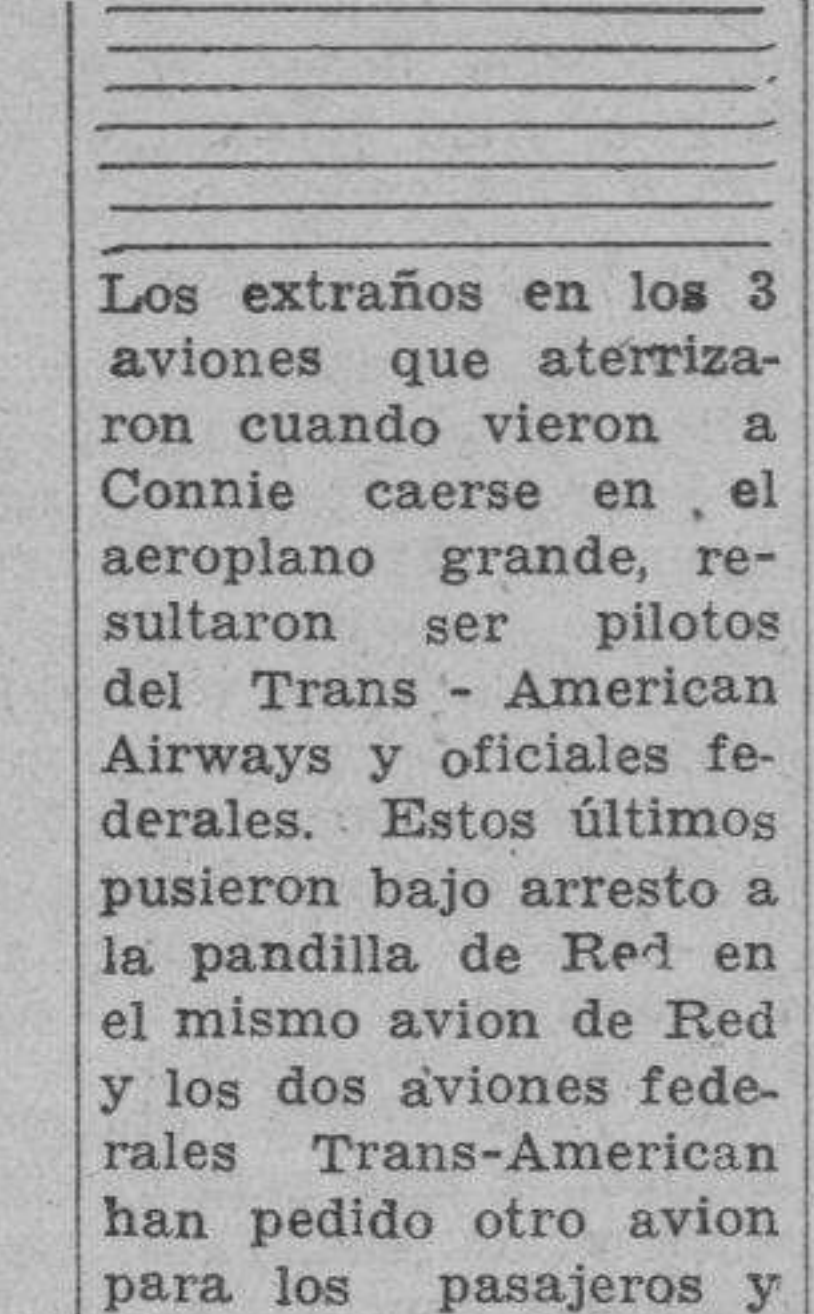 Los extraños en los 3
aviones que aterriza-
ron cuando vieron a
Connie caerse en el
aeroplano grande, re-
sultaron ser pilotos
del Trans - American
Airways y oficiales fe-
derales. Estos últimos
pusieron bajo arresto a
la pandilla de Red en
el mismo avion de Red
y los dos aviones fede-
rales Trans-American
han pedido otro avion
para los pasajeros y